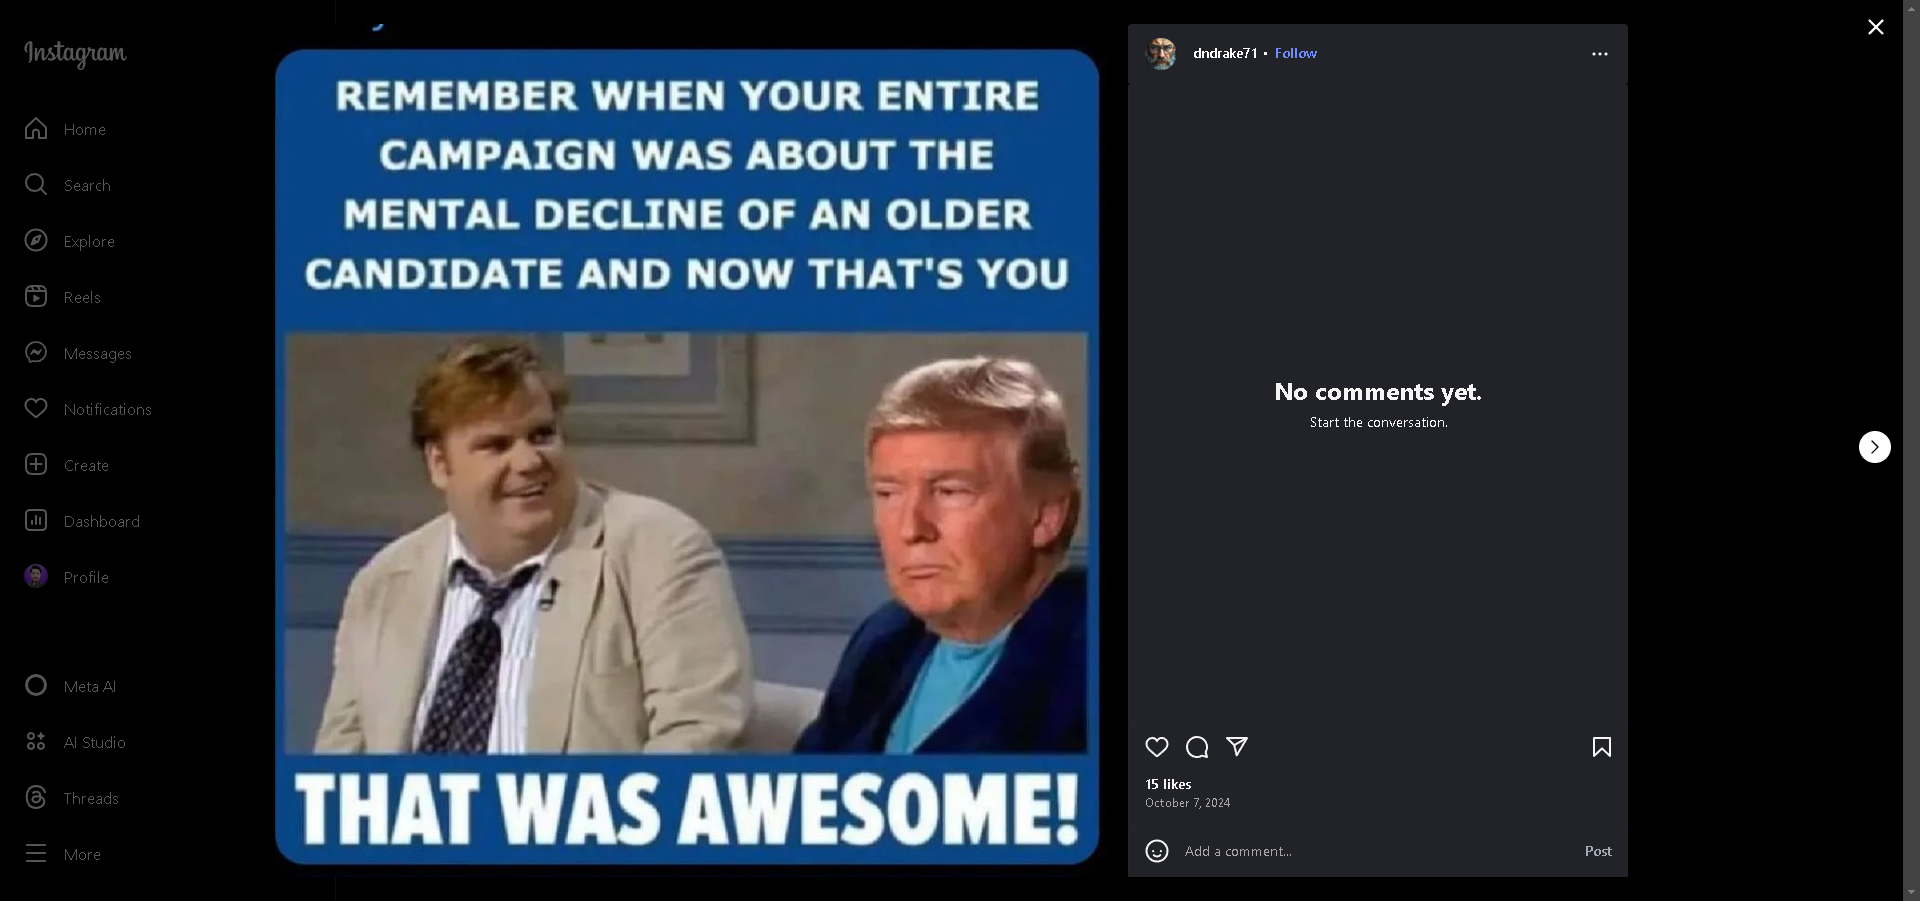 Instagram
Home
Search
Explore
Reels
Messages
Notifications
Create
Dashboard
Profile
Meta AI
AI Studio
Threads
More
REMEMBER WHEN YOUR ENTIRE
CAMPAIGN WAS ABOUT THE
MENTAL DECLINE OF AN OLDER
CANDIDATE AND NOW THAT'S YOU
THAT WAS AWESOME!
dndrake71 • Follow
No comments yet.
Start the conversation.
15 likes
October 7, 2024
Add a comment...
Post